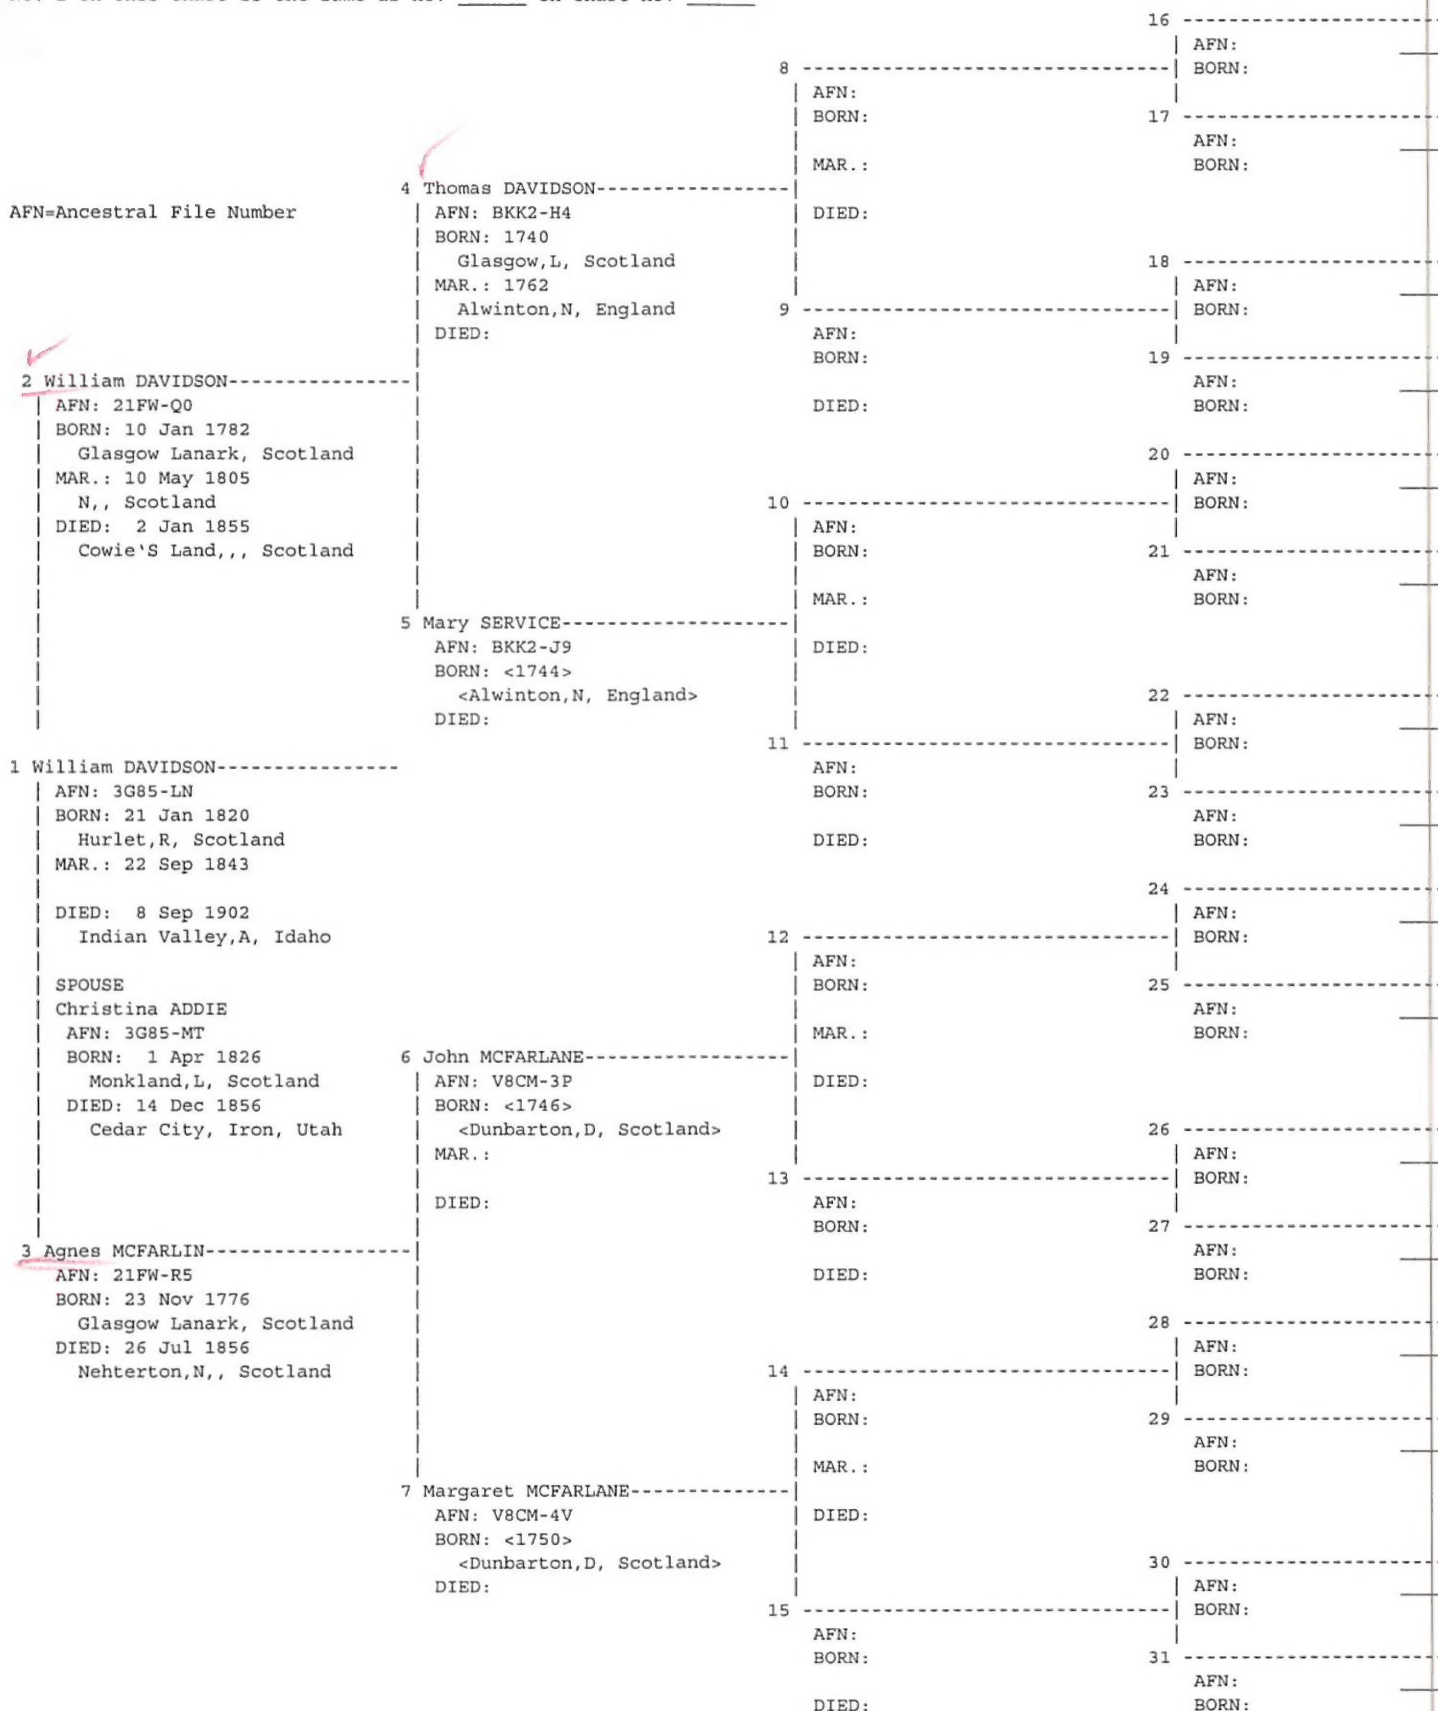 16
AFN:
8
BORN:
AFN:
BORN:
17
AFN:
MAR.:
BORN:
4 Thomas DAVIDSON
AFN=Ancestral File Number
AFN: BKK2-H4
DIED:
BORN: 1740
Glasgow,L, Scotland
18
MAR.: 1762
AFN:
Alwinton,N, England
9
BORN:
DIED:
AFN:
BORN:
19
2 William DAVIDSON
AFN:
AFN: 21FW-Q0
DIED:
BORN:
BORN: 10 Jan 1782
Glasgow Lanark, Scotland
20
MAR.: 10 May 1805
AFN:
N,, Scotland
10
BORN:
DIED: 2 Jan 1855
AFN:
Cowie'S Land,,, Scotland
BORN:
21
AFN:
MAR.:
BORN:
5 Mary SERVICE
AFN: BKK2-J9
DIED:
BORN: <1744>
<Alwinton,N, England>
22
DIED:
AFN:
11
BORN:
1 William DAVIDSON
AFN:
AFN: 3G85-LN
BORN:
23
BORN: 21 Jan 1820
AFN:
Hurlet,R, Scotland
DIED:
BORN:
MAR.: 22 Sep 1843
24
DIED: 8 Sep 1902
AFN:
Indian Valley,A, Idaho
12
BORN:
AFN:
SPOUSE
BORN:
25
Christina ADDIE
AFN:
AFN: 3G85-MT
MAR.:
BORN:
BORN: 1 Apr 1826
6 John MCFARLANE
Monkland,L, Scotland
AFN: V8CM-3P
DIED:
DIED: 14 Dec 1856
BORN: <1746>
Cedar City, Iron, Utah
<Dunbarton,D, Scotland>
26
MAR.:
AFN:
13
BORN:
DIED:
AFN:
BORN:
27
3 Agnes MCFARLIN
AFN:
AFN: 21FW-R5
DIED:
BORN:
BORN: 23 Nov 1776
Glasgow Lanark, Scotland
28
DIED: 26 Jul 1856
AFN:
Nehterton,N,, Scotland
14
BORN:
AFN:
BORN:
29
AFN:
MAR.:
BORN:
7 Margaret MCFARLANE
AFN: V8CM-4V
DIED:
BORN: <1750>
<Dunbarton,D, Scotland>
30
DIED:
AFN:
15
BORN:
AFN:
BORN:
31
AFN:
DIED:
BORN: